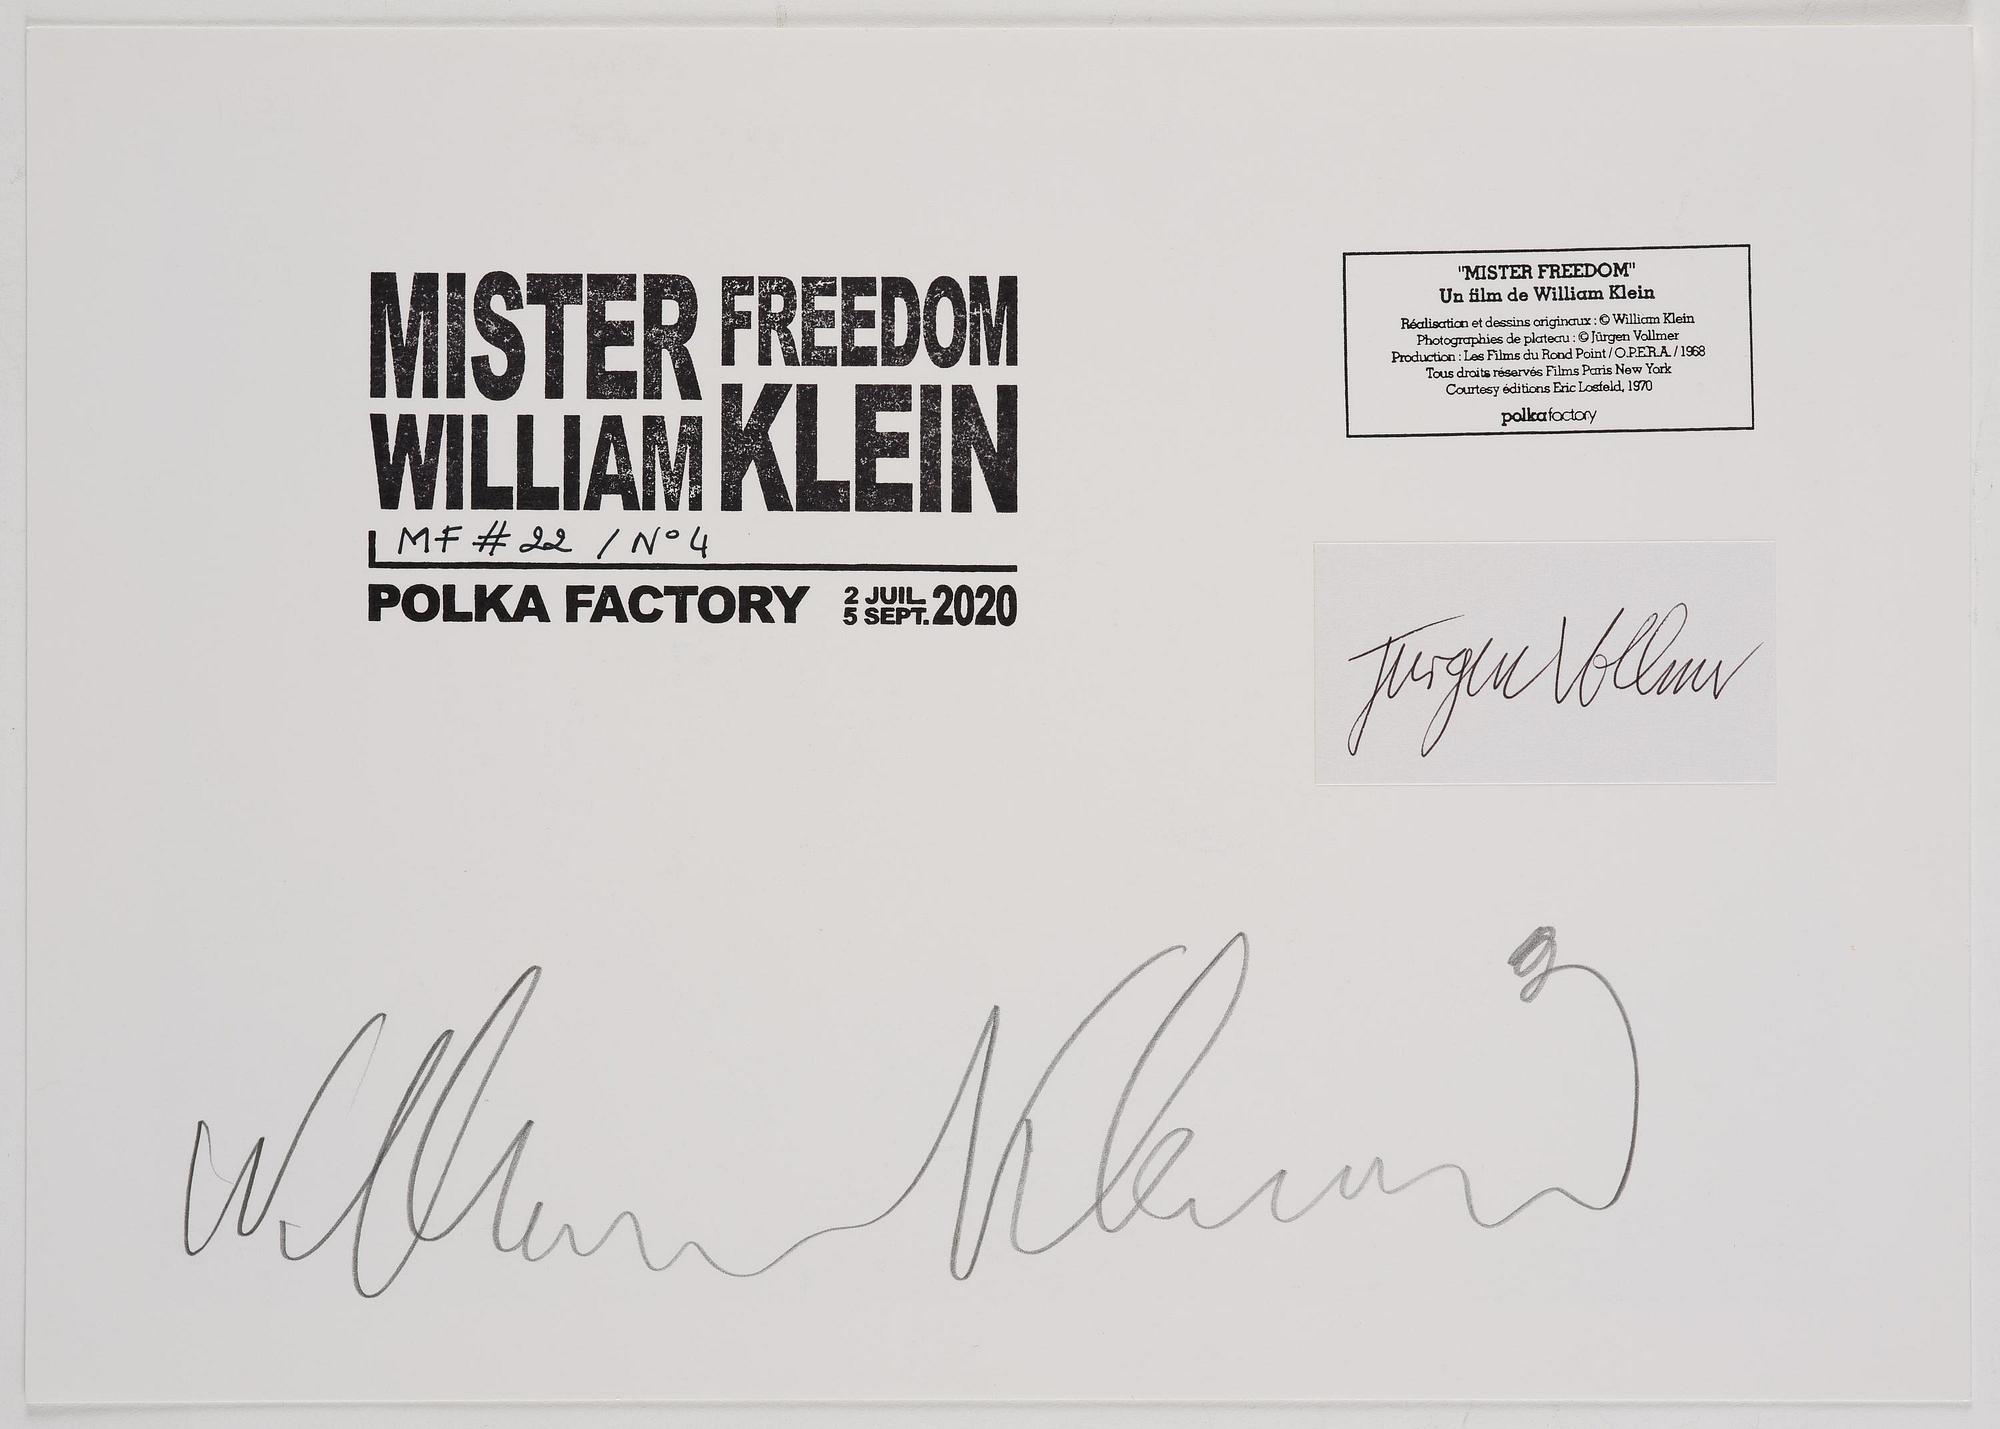 MISTER FREEDOM
WILLIAM KLEIN
MF # 22 / N° 4
POLKA FACTORY 2 JUIL. 5 SEPT. 2020
"MISTER FREEDOM"
Un film de William Klein
Réalisation et dessins originaux : © William Klein
Photographies de plateau : © Jürgen Vollmer
Production : Les Films du Rond Point / O.P.E.R.A. / 1968
Tous droits réservés Films Paris New York
Courtesy éditions Eric Losfeld, 1970
polkafactory
Jürgen Vollmer
William Klein